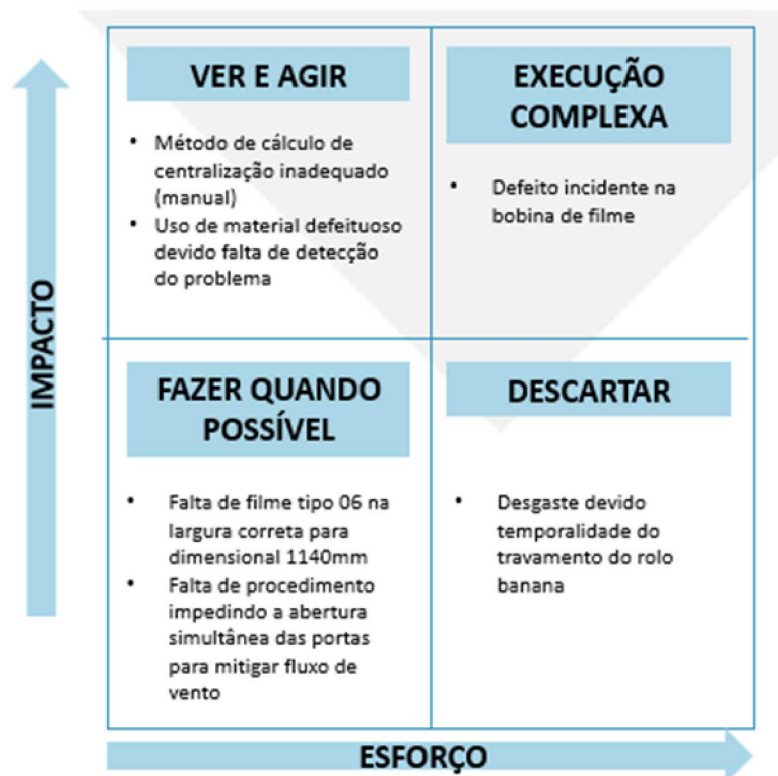 VER E AGIR
• Método de cálculo de
centralização inadequado
(manual)
• Uso de material defeituoso
devido falta de detecção
do problema
EXECUÇÃO
COMPLEXA
• Defeito incidente na
bobina de filme
IMPACTO
FAZER QUANDO
POSSÍVEL
• Falta de filme tipo 06 na
largura correta para
dimensional 1140mm
• Falta de procedimento
impedindo a abertura
simultânea das portas
para mitigar fluxo de
vento
DESCARTAR
• Desgaste devido
temporalidade do
travamento do rolo
banana
ESFORÇO